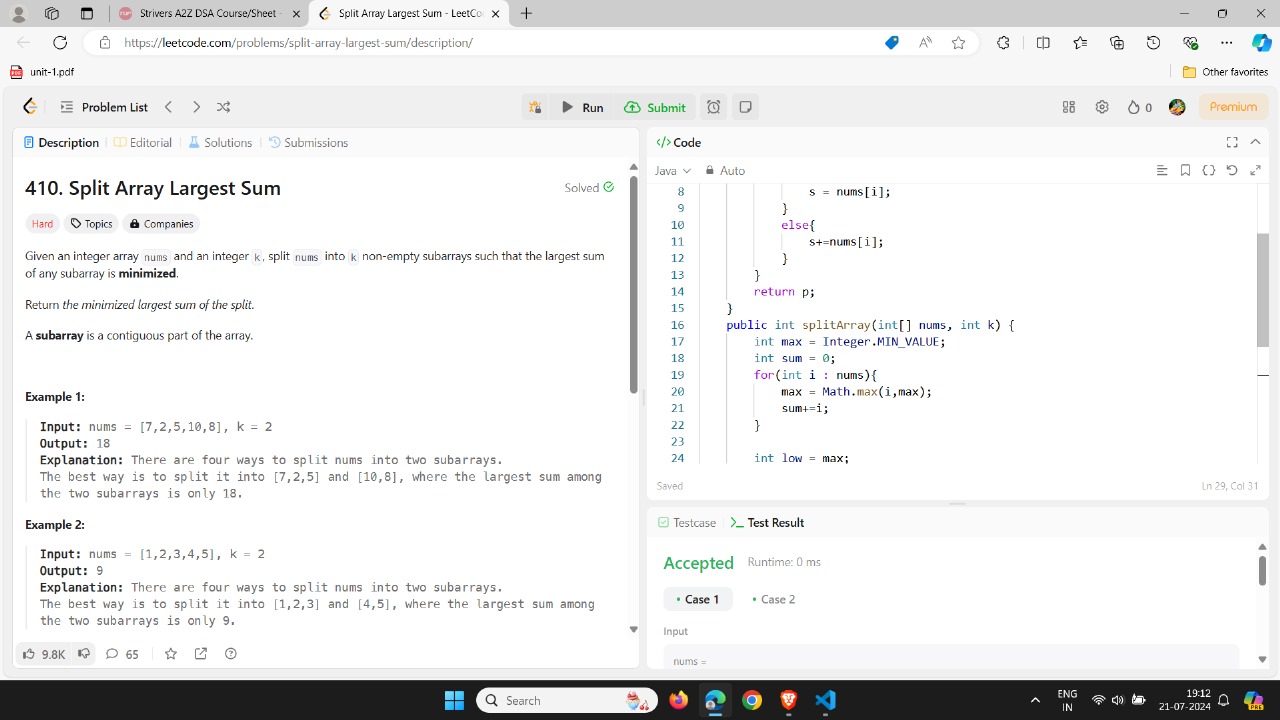 Strivers A2Z DSA Course/Sheet -
Split Array Largest Sum - LeetCo
https://leetcode.com/problems/split-array-largest-sum/description/
unit-1.pdf
Other favorites
Problem List
Run
Submit
0
Premium
Description
Editorial
Solutions
Submissions
410. Split Array Largest Sum
Solved
Hard
Topics
Companies
Given an integer array nums and an integer k, split nums into k non-empty subarrays such that the largest sum
of any subarray is minimized.
Return the minimized largest sum of the split.
A subarray is a contiguous part of the array.
Example 1:
Input: nums = [7,2,5,10,8], k = 2
Output: 18
Explanation: There are four ways to split nums into two subarrays.
The best way is to split it into [7,2,5] and [10,8], where the largest sum among
the two subarrays is only 18.
Example 2:
Input: nums = [1,2,3,4,5], k = 2
Output: 9
Explanation: There are four ways to split nums into two subarrays.
The best way is to split it into [1,2,3] and [4,5], where the largest sum among
the two subarrays is only 9.
9.8K
65
Code
Java
Auto
8 s = nums[i];
9 }
10 else{
11 s+=nums[i];
12 }
13 }
14 return p;
15 }
16 public int splitArray(int[] nums, int k) {
17 int max = Integer.MIN_VALUE;
18 int sum = 0;
19 for(int i : nums){
20 max = Math.max(i,max);
21 sum+=i;
22 }
23
24 int low = max;
Saved
Ln 29, Col 31
Testcase
Test Result
Accepted
Runtime: 0 ms
Case 1
Case 2
Input
nums =
Search
ENG
IN
19:12
21-07-2024